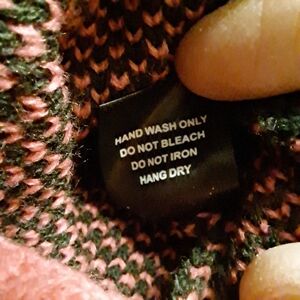 HAND WASH ONLY
DO NOT BLEACH
DO NOT IRON
HANG DRY